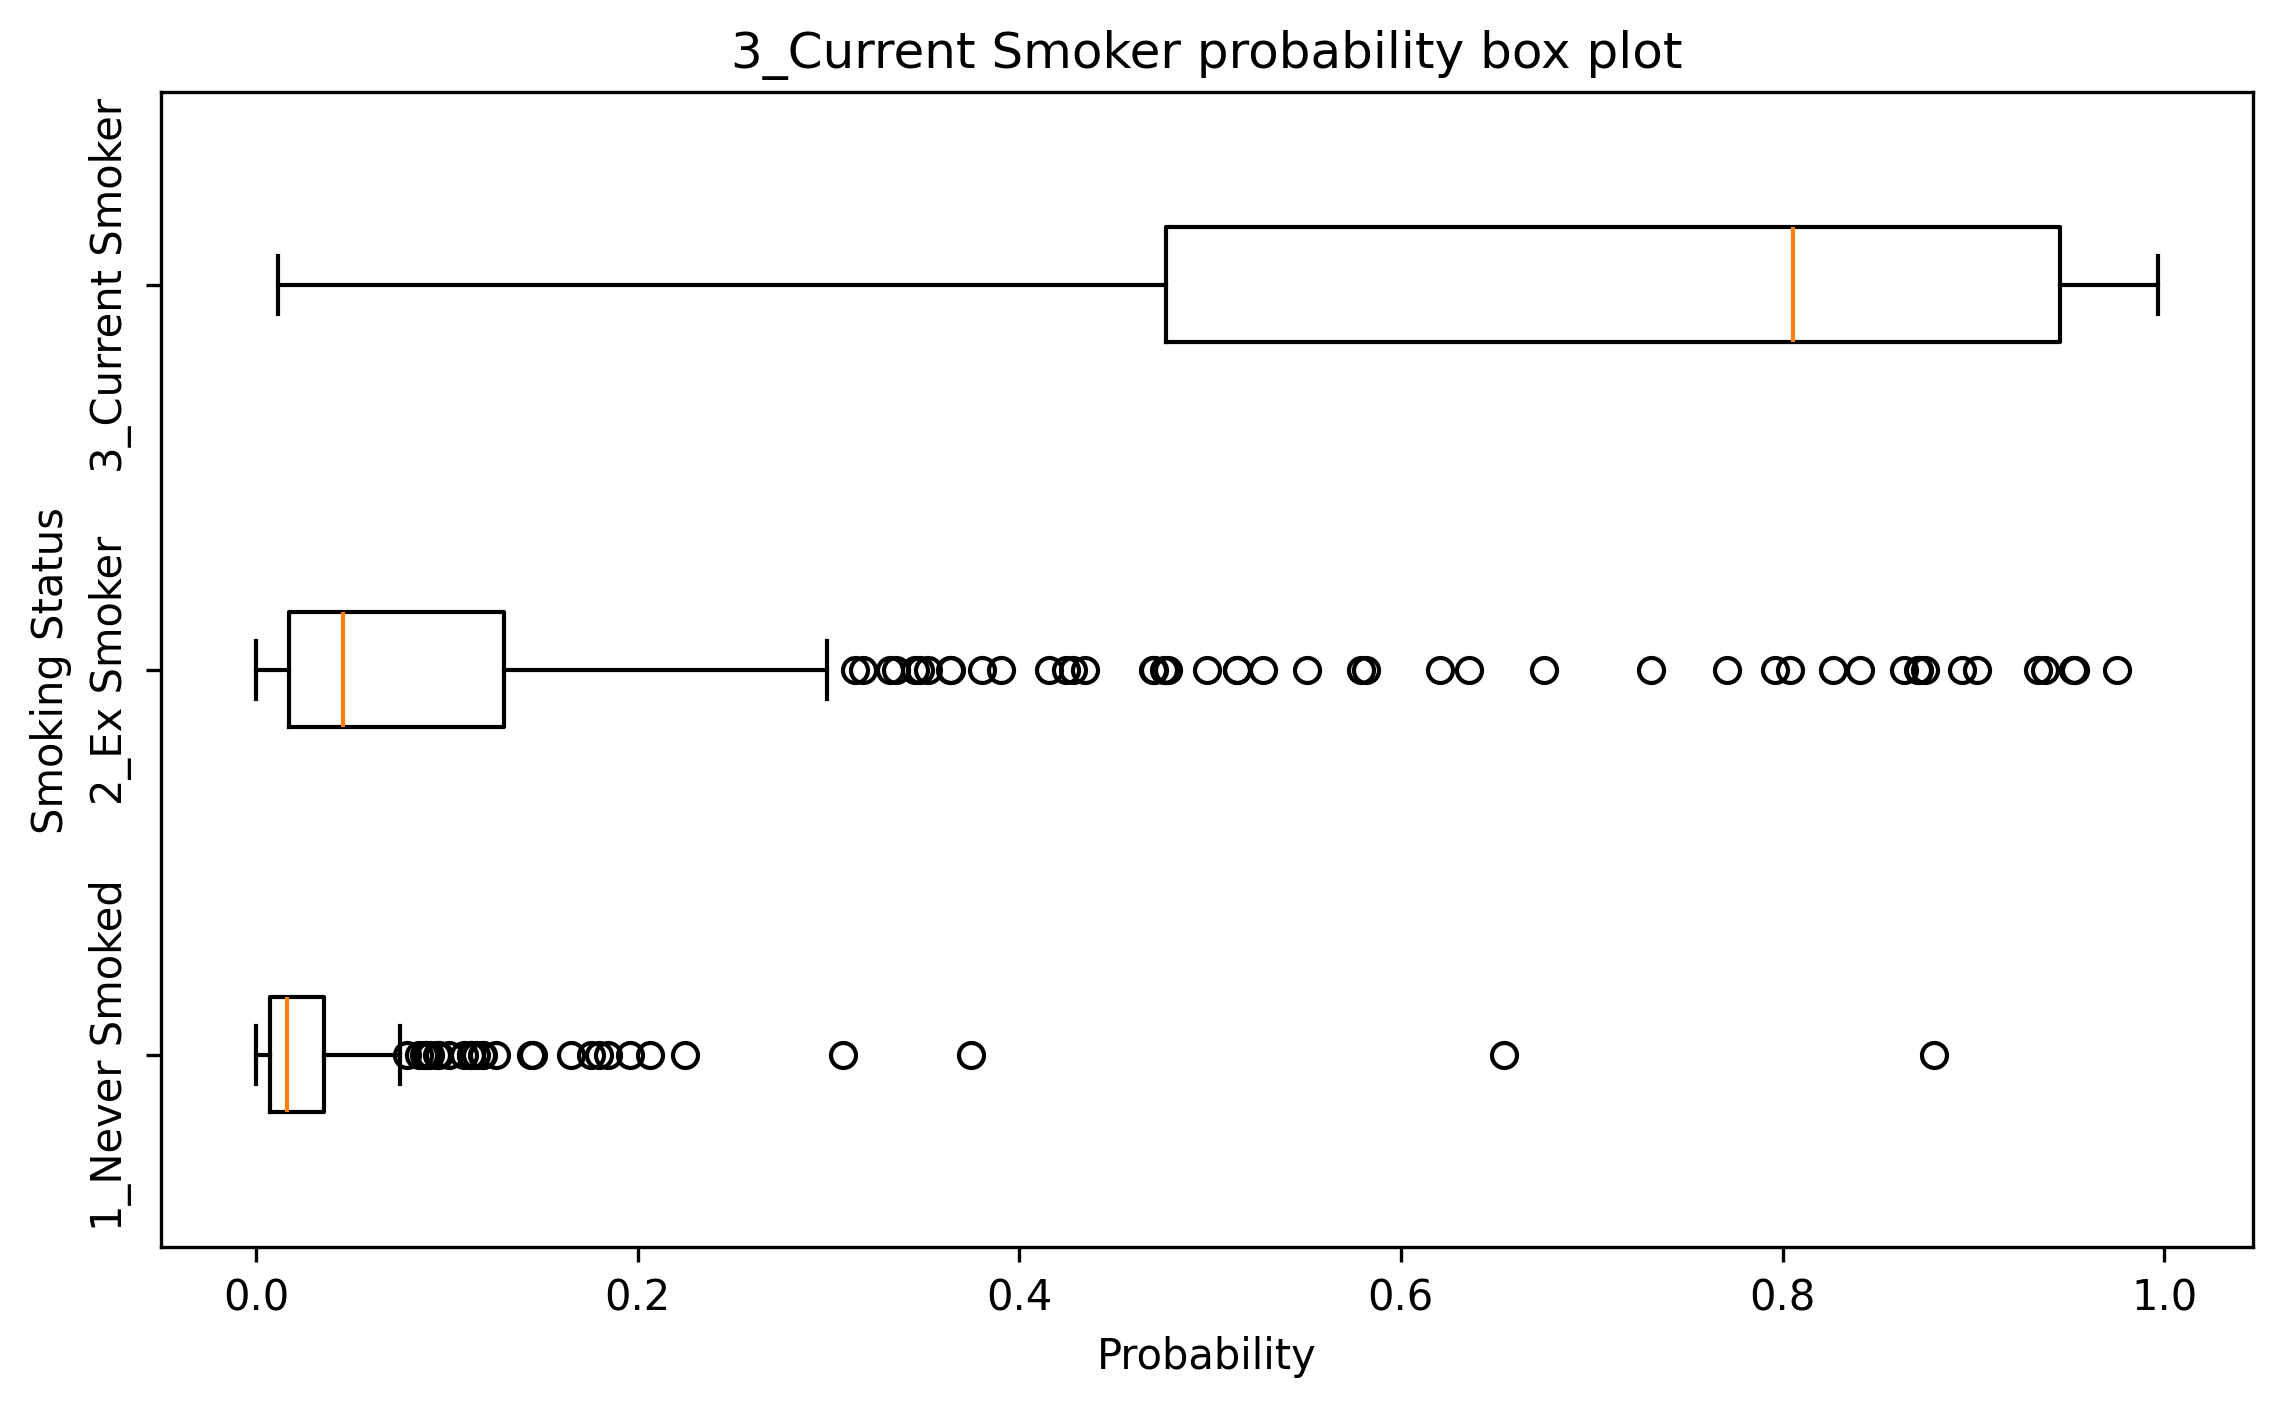 3_Current Smoker probability box plot
Smoking Status
3_Current Smoker
2_Ex Smoker
1_Never Smoked
0.0 0.2 0.4 0.6 0.8 1.0
Probability